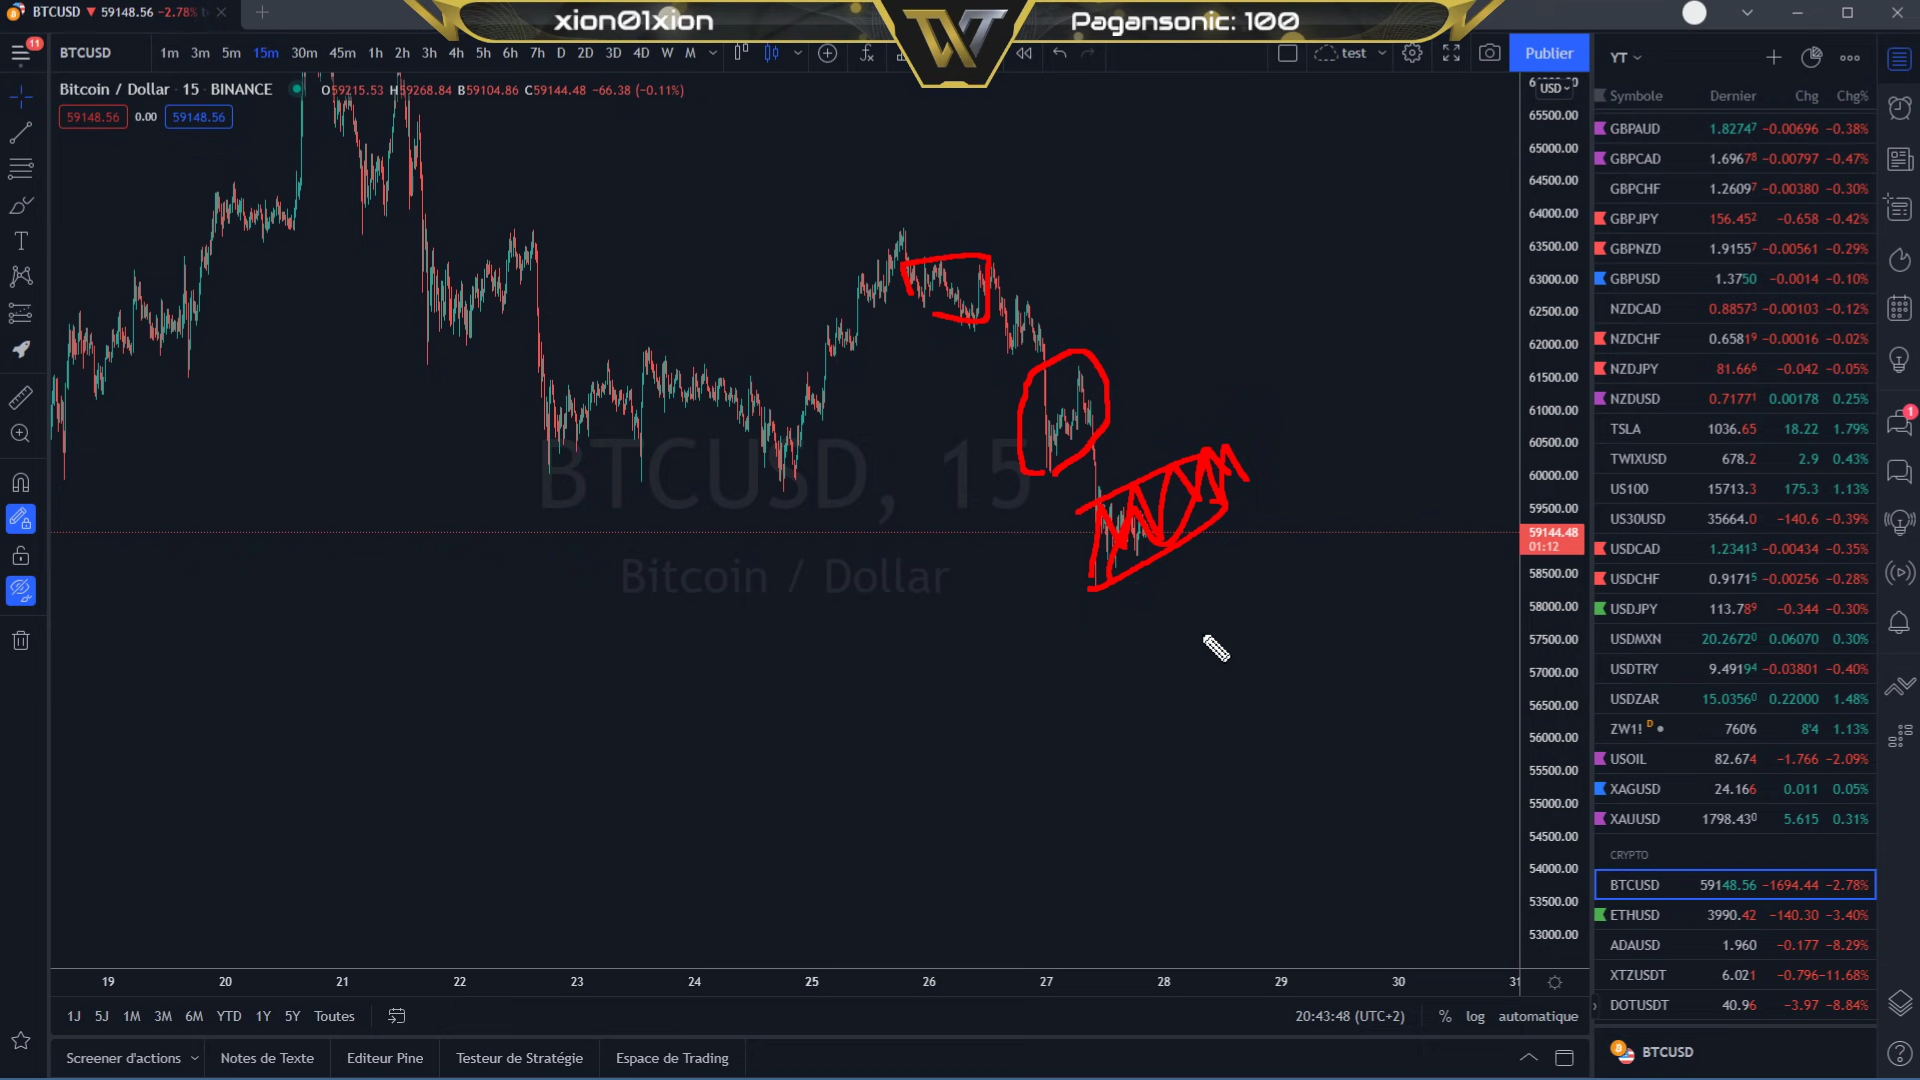 BTCUSD ▼ 59148.56 −2.78%
xion01xion
Pagansonic: 100
11
BTCUSD 1m 3m 5m 15m 30m 45m 1h 2h 3h 4h 5h 6h 7h D 2D 3D 4D W M
test
Publier
YT
Bitcoin / Dollar · 15 · BINANCE O59215.53 H59268.84 B59104.86 C59144.48 −66.38 (−0.11%)
59148.56 0.00 59148.56
USD
65500.00
65000.00
64500.00
64000.00
63500.00
63000.00
62500.00
62000.00
61500.00
61000.00
60500.00
60000.00
59500.00
59144.48
01:12
58500.00
58000.00
57500.00
57000.00
56500.00
56000.00
55500.00
55000.00
54500.00
54000.00
53500.00
53000.00
BTCUSD, 15
Bitcoin / Dollar
19 20 21 22 23 24 25 26 27 28 29 30 31
1J 5J 1M 3M 6M YTD 1Y 5Y Toutes
20:43:48 (UTC+2) % log automatique
Screener d'actions Notes de Texte Editeur Pine Testeur de Stratégie Espace de Trading
Symbole Dernier Chg Chg%
GBPAUD 1.82747 −0.00696 −0.38%
GBPCAD 1.69678 −0.00797 −0.47%
GBPCHF 1.26097 −0.00380 −0.30%
GBPJPY 156.452 −0.658 −0.42%
GBPNZD 1.91557 −0.00561 −0.29%
GBPUSD 1.3750 −0.0014 −0.10%
NZDCAD 0.88573 −0.00103 −0.12%
NZDCHF 0.65819 −0.00016 −0.02%
NZDJPY 81.666 −0.042 −0.05%
NZDUSD 0.71771 0.00178 0.25%
TSLA 1036.65 18.22 1.79%
TWIXUSD 678.2 2.9 0.43%
US100 15713.3 175.3 1.13%
US30USD 35664.0 −140.6 −0.39%
USDCAD 1.23413 −0.00434 −0.35%
USDCHF 0.91715 −0.00256 −0.28%
USDJPY 113.789 −0.344 −0.30%
USDMXN 20.26720 0.06070 0.30%
USDTRY 9.49194 −0.03801 −0.40%
USDZAR 15.03560 0.22000 1.48%
ZW1! D 760'6 8'4 1.13%
USOIL 82.674 −1.766 −2.09%
XAGUSD 24.166 0.011 0.05%
XAUUSD 1798.430 5.615 0.31%
CRYPTO
BTCUSD 59148.56 −1694.44 −2.78%
ETHUSD 3990.42 −140.30 −3.40%
ADAUSD 1.960 −0.177 −8.29%
XTZUSDT 6.021 −0.796 −11.68%
DOTUSDT 40.96 −3.97 −8.84%
BTCUSD
1